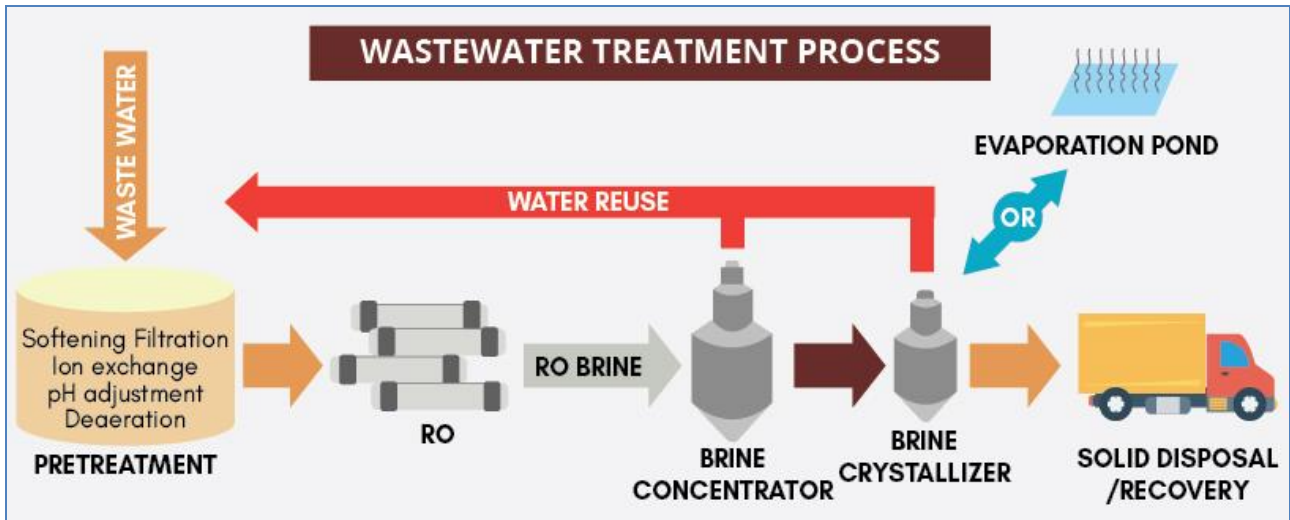 WASTEWATER TREATMENT PROCESS
WASTE WATER
EVAPORATION POND
OR
WATER REUSE
Softening Filtration
Ion exchange
pH adjustment
Deaeration
PRETREATMENT
RO
RO BRINE
BRINE
CONCENTRATOR
BRINE
CRYSTALLIZER
SOLID DISPOSAL
/RECOVERY